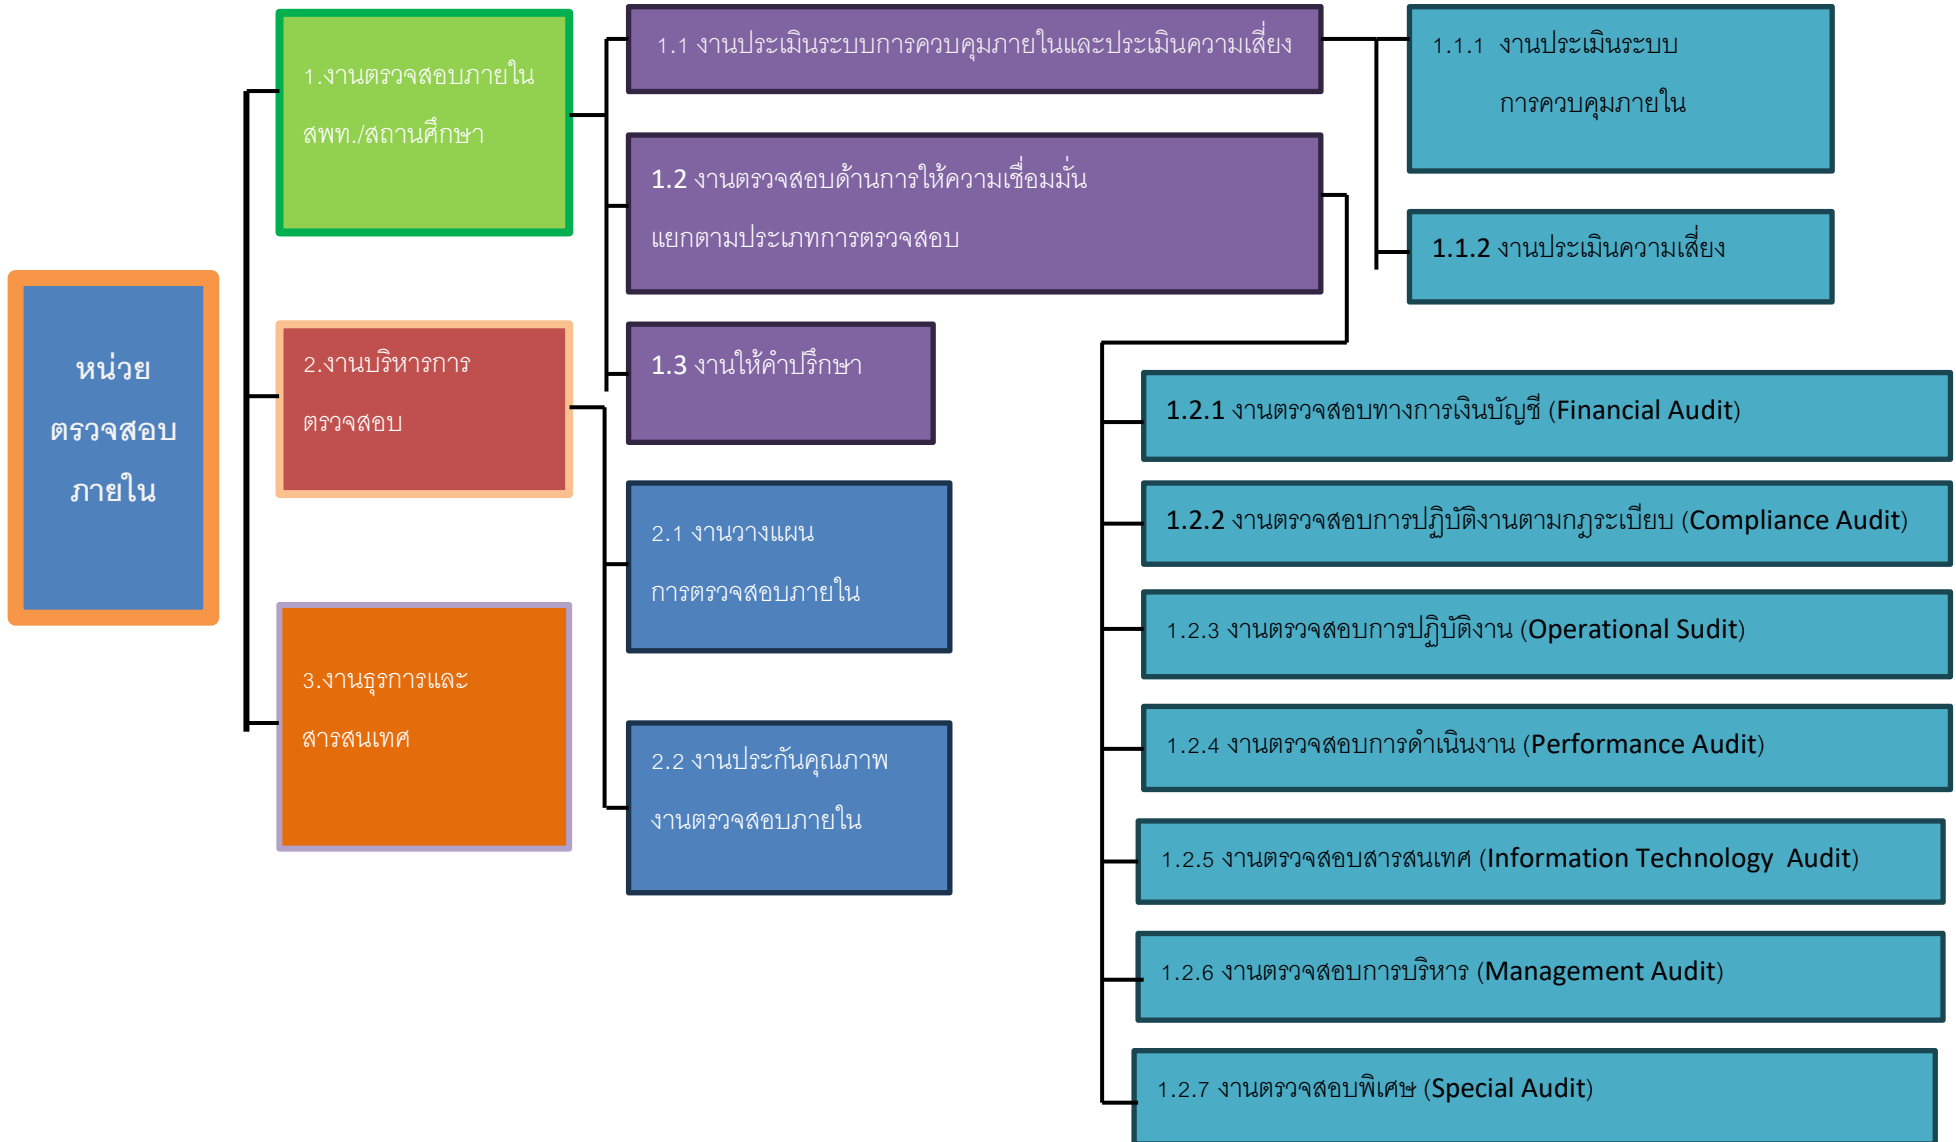 หน่วย
ตรวจสอบ
ภายใน
1.งานตรวจสอบภายใน
สพท./สถานศึกษา
2.งานบริหารการ
ตรวจสอบ
3.งานธุรการและ
สารสนเทศ
1.1 งานประเมินระบบการควบคุมภายในและประเมินความเสี่ยง
1.2 งานตรวจสอบด้านการให้ความเชื่อมมั่น
แยกตามประเภทการตรวจสอบ
1.3 งานให้คำปรึกษา
2.1 งานวางแผน
การตรวจสอบภายใน
2.2 งานประกันคุณภาพ
งานตรวจสอบภายใน
1.1.1 งานประเมินระบบ
การควบคุมภายใน
1.1.2 งานประเมินความเสี่ยง
1.2.1 งานตรวจสอบทางการเงินบัญชี (Financial Audit)
1.2.2 งานตรวจสอบการปฏิบัติงานตามกฎระเบียบ (Compliance Audit)
1.2.3 งานตรวจสอบการปฏิบัติงาน (Operational Sudit)
1.2.4 งานตรวจสอบการดำเนินงาน (Performance Audit)
1.2.5 งานตรวจสอบสารสนเทศ (Information Technology Audit)
1.2.6 งานตรวจสอบการบริหาร (Management Audit)
1.2.7 งานตรวจสอบพิเศษ (Special Audit)